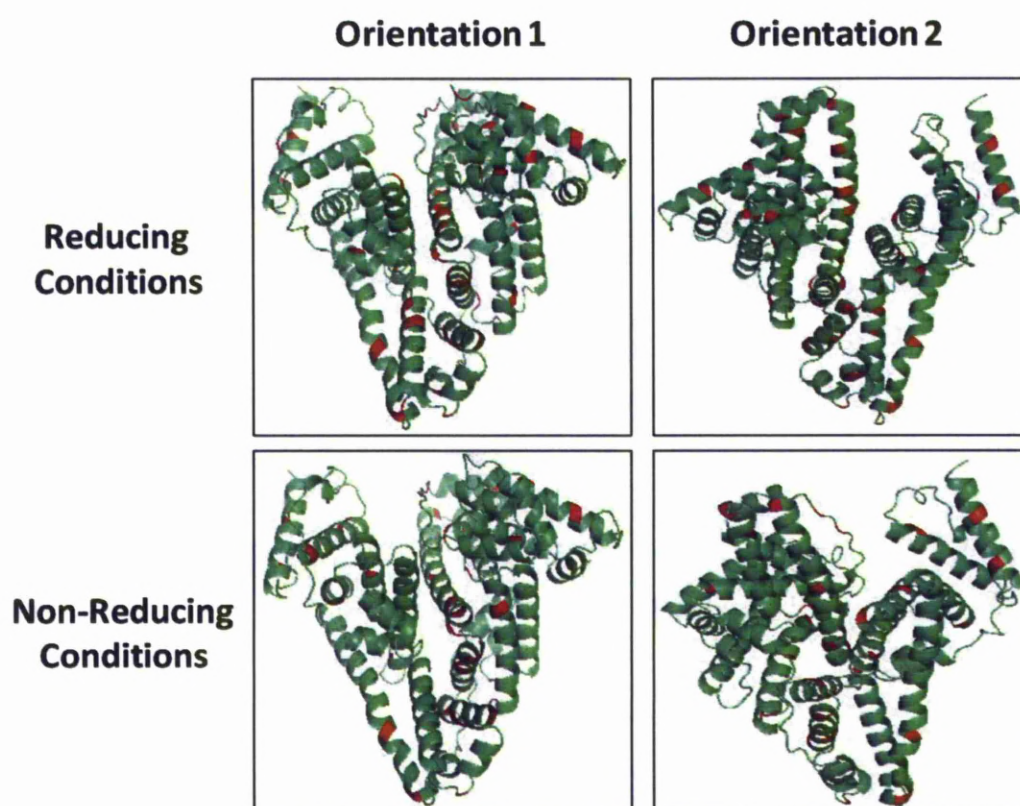 Orientation 1
Orientation 2
Reducing
Conditions
Non-Reducing
Conditions